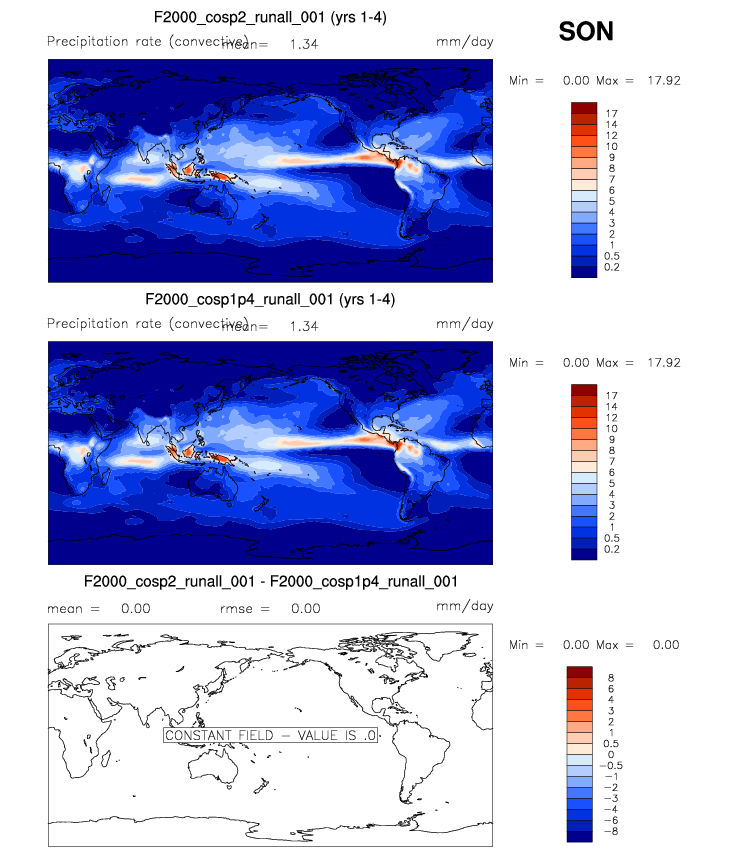 F2000_cosp2_runall_001 (yrs 1-4)
SON
Precipitation rate (convective)
mean= 1.34
mm/day
Min = 0.00 Max = 17.92
17
14
12
10
9
8
7
6
5
4
3
2
1
0.5
0.2
F2000_cosp1p4_runall_001 (yrs 1-4)
Precipitation rate (convective)
mean= 1.34
mm/day
Min = 0.00 Max = 17.92
17
14
12
10
9
8
7
6
5
4
3
2
1
0.5
0.2
F2000_cosp2_runall_001 - F2000_cosp1p4_runall_001
mean = 0.00
rmse = 0.00
mm/day
Min = 0.00 Max = 0.00
8
6
4
3
2
1
0.5
0
-0.5
-1
-2
-3
-4
-6
-8
CONSTANT FIELD - VALUE IS .0